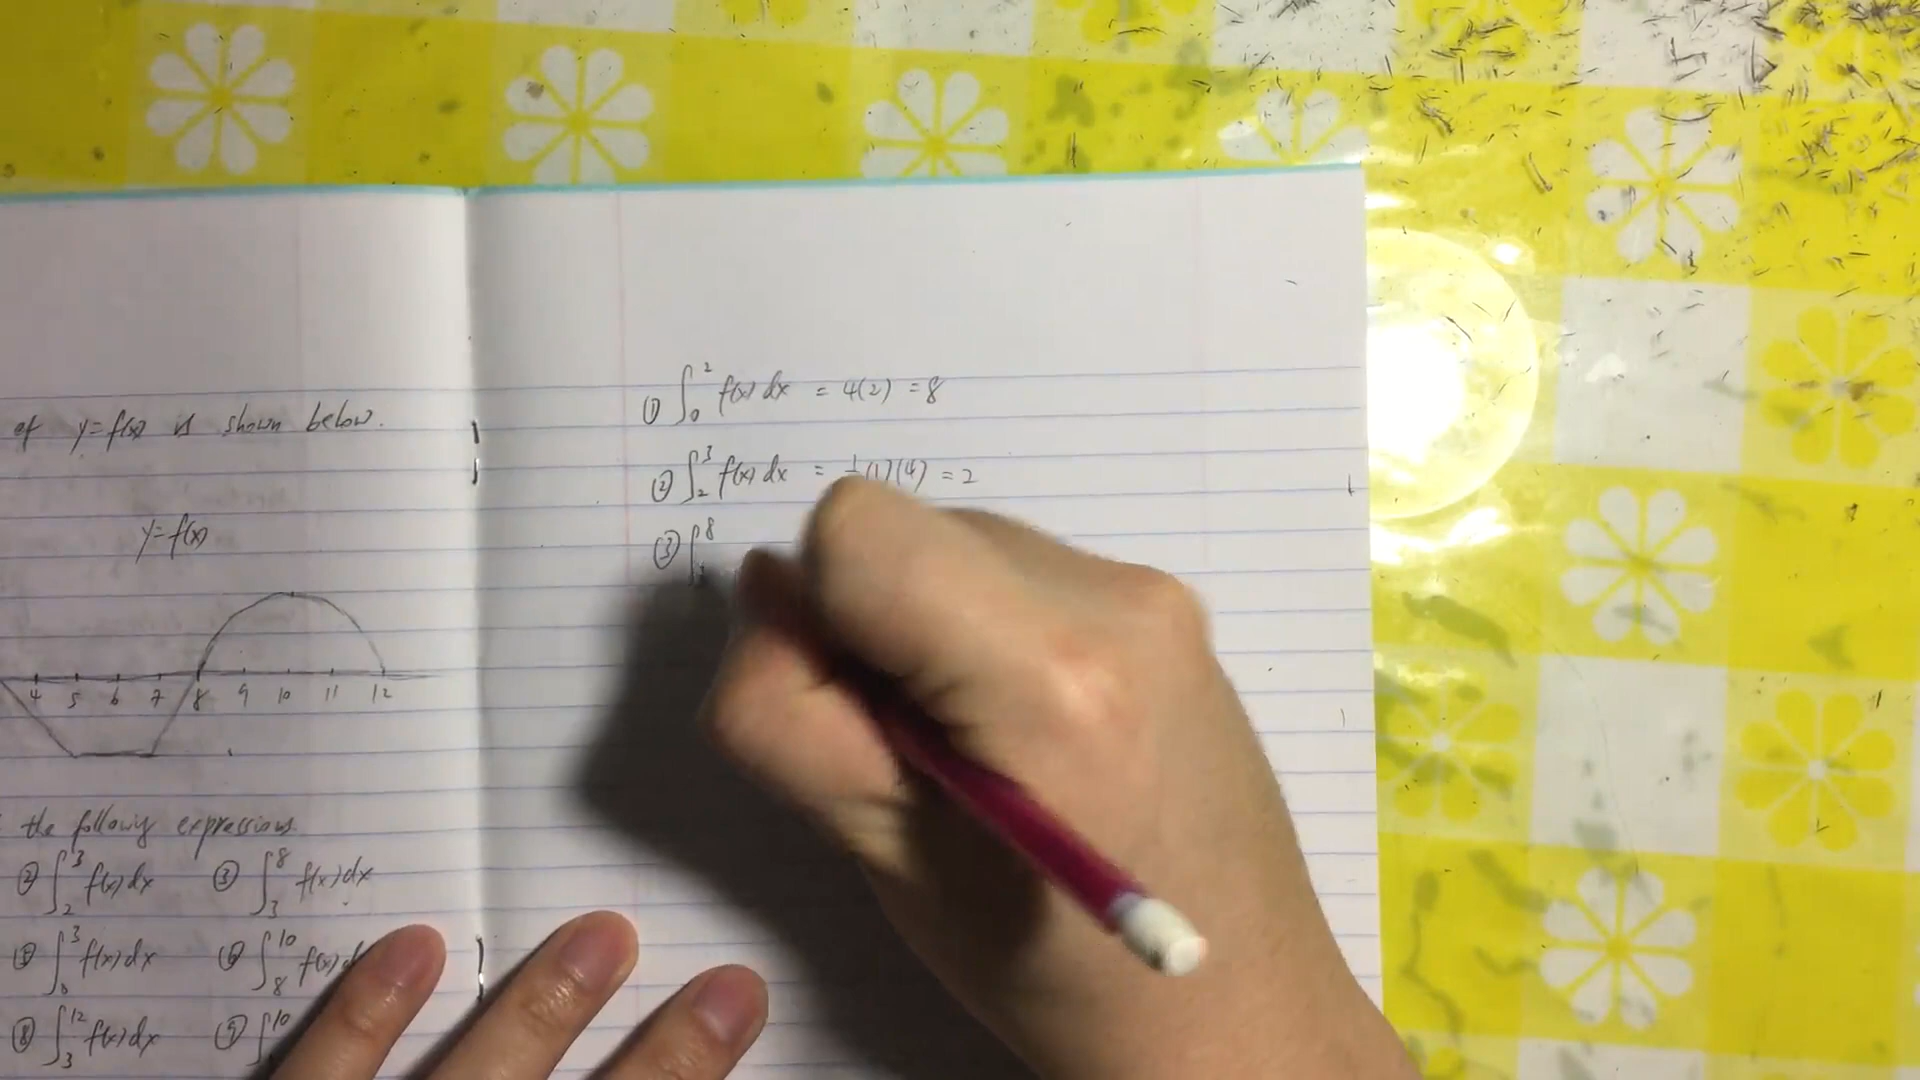 of y=f(x) is shown below.
y=f(x)
4 5 6 7 8 9 10 11 12
the following expressions.
② ∫₂³ f(x)dx ③ ∫₃⁸ f(x)dx
⑤ ∫₀³ f(x)dx ⑥ ∫₈¹⁰ f(x)
⑧ ∫₃¹² f(x)dx ⑨ ∫¹⁰
① ∫₀² f(x) dx = 4(2) = 8
② ∫₂³ f(x) dx = (1)(4) = 2
③ ∫⁸